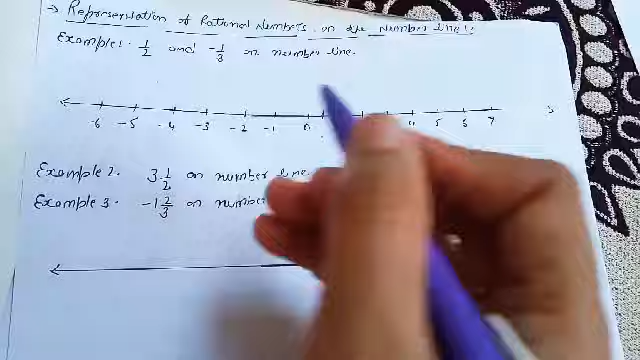 → Representation of Rational Numbers on the Number line:
Example 1. 1/2 and -1/3 on number line.
-6 -5 -4 -3 -2 -1 0 4 5 6 7
Example 2. 3 1/2 on number line.
Example 3. -1 2/3 on number